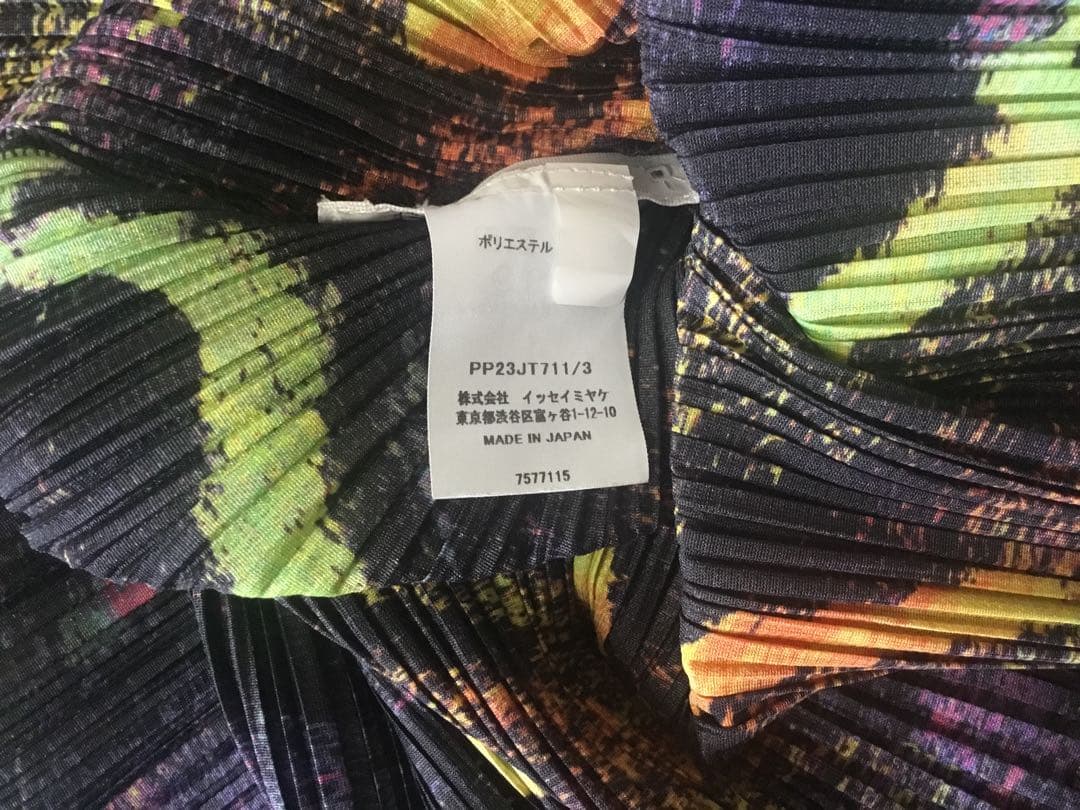 ポリエステル
PP23JT711/3
株式会社 イッセイミヤケ
東京都渋谷区富ヶ谷1-12-10
MADE IN JAPAN
7577115